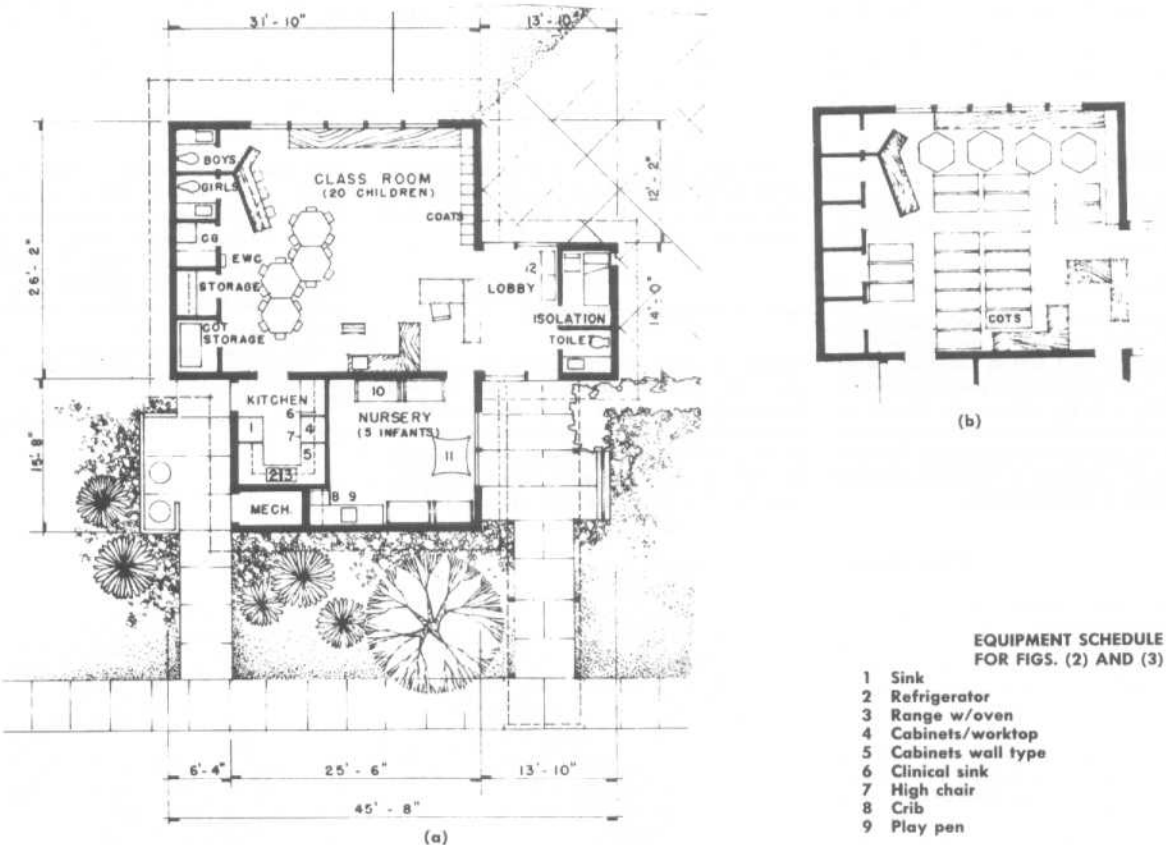 31' - 10"
13'- 10"
BOYS
GIRLS
CLASS ROOM
(20 CHILDREN)
COATS
12' - 2"
CB
EWC
26' - 2"
STORAGE
12
LOBBY
14' - 0"
ISOLATION
COT
STORAGE
TOILET
KITCHEN
10
NURSERY
(5 INFANTS)
6
1
4
7
5
11
15'- 8"
2 3
8 9
MECH.
6'- 4"
25' - 6"
13' - 10"
45' - 8"
(a)
COTS
(b)
EQUIPMENT SCHEDULE
FOR FIGS. (2) AND (3)
1 Sink
2 Refrigerator
3 Range w/oven
4 Cabinets/worktop
5 Cabinets wall type
6 Clinical sink
7 High chair
8 Crib
9 Play pen